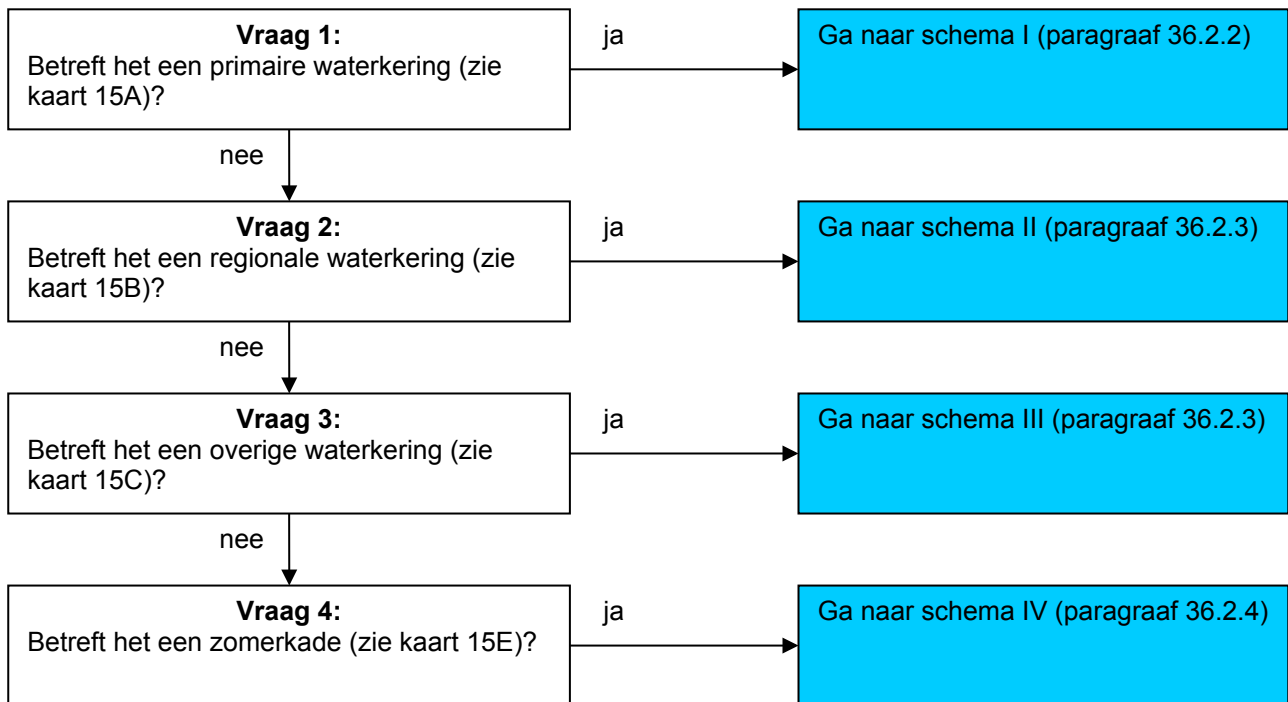 Vraag 1:
Betreft het een primaire waterkering (zie
kaart 15A)?
ja
Ga naar schema I (paragraaf 36.2.2)
nee
Vraag 2:
Betreft het een regionale waterkering (zie
kaart 15B)?
ja
Ga naar schema II (paragraaf 36.2.3)
nee
Vraag 3:
Betreft het een overige waterkering (zie
kaart 15C)?
ja
Ga naar schema III (paragraaf 36.2.3)
nee
Vraag 4:
Betreft het een zomerkade (zie kaart 15E)?
ja
Ga naar schema IV (paragraaf 36.2.4)